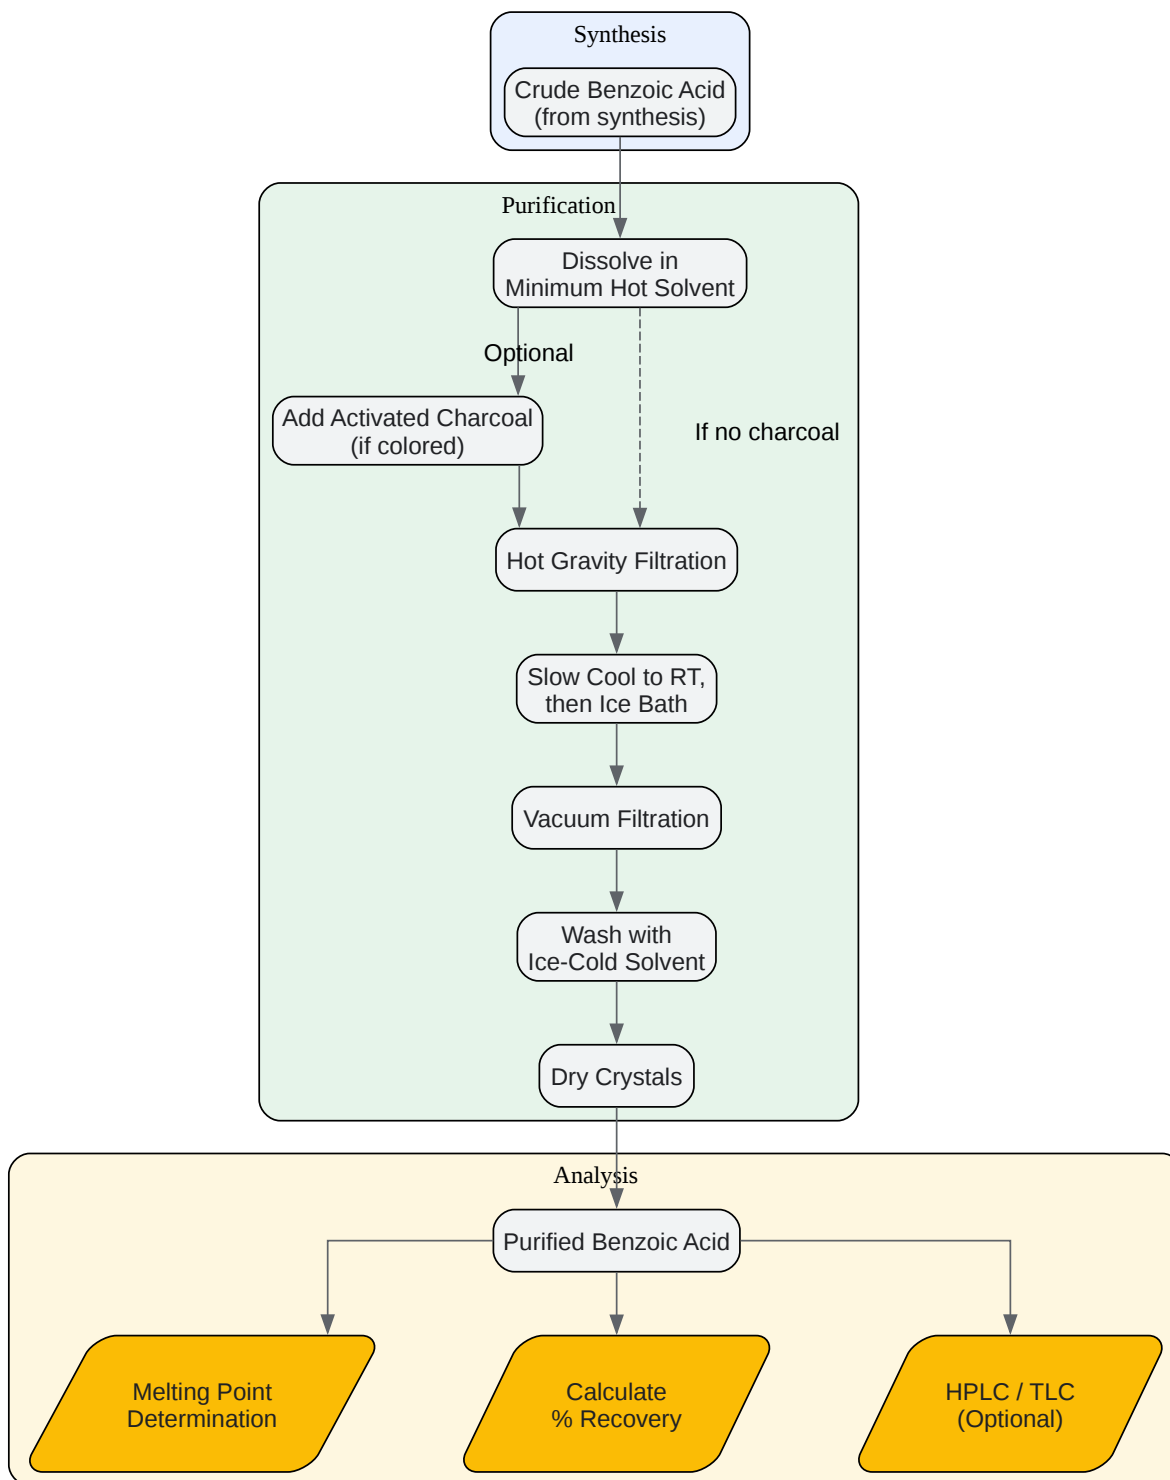 Synthesis
Crude Benzoic Acid
(from synthesis)
Purification
Dissolve in
Minimum Hot Solvent
Optional
Add Activated Charcoal
(if colored)
If no charcoal
Hot Gravity Filtration
Slow Cool to RT,
then Ice Bath
Vacuum Filtration
Wash with
Ice-Cold Solvent
Dry Crystals
Analysis
Purified Benzoic Acid
Melting Point
Determination
Calculate
% Recovery
HPLC / TLC
(Optional)